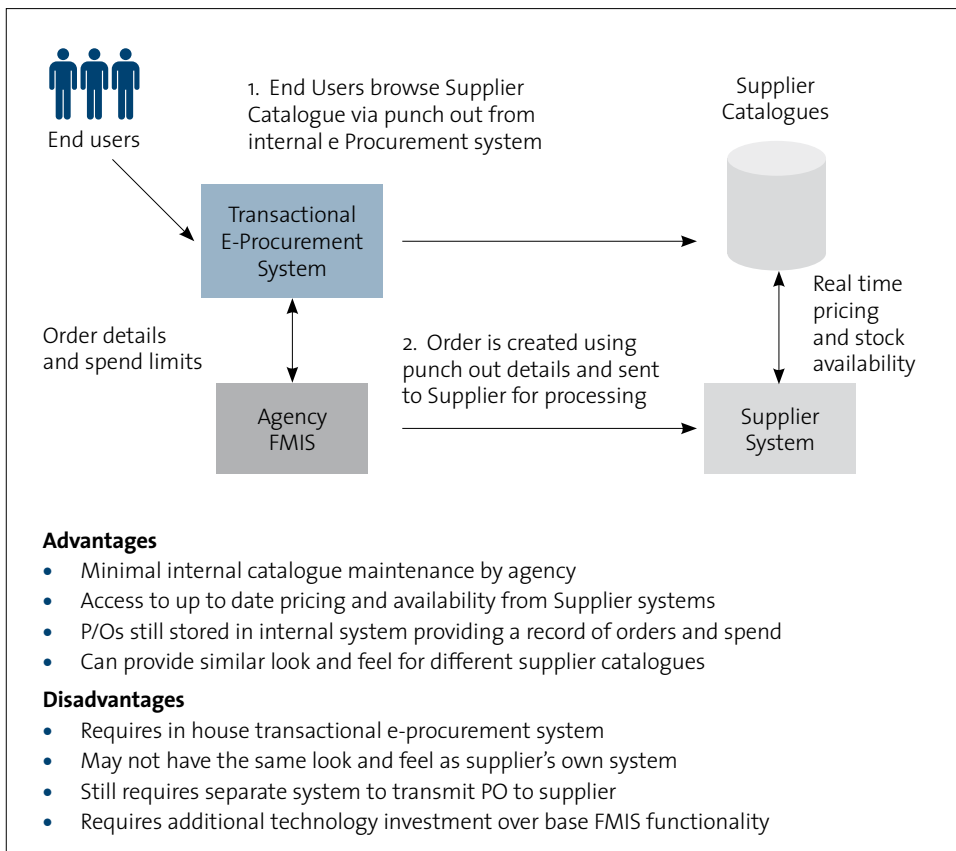 End users
1. End Users browse Supplier
Catalogue via punch out from
internal e Procurement system
Supplier
Catalogues
Transactional
E-Procurement
System
Real time
pricing
and stock
availability
Order details
and spend limits
2. Order is created using
punch out details and sent
to Supplier for processing
Agency
FMIS
Supplier
System
Advantages
• Minimal internal catalogue maintenance by agency
• Access to up to date pricing and availability from Supplier systems
• P/Os still stored in internal system providing a record of orders and spend
• Can provide similar look and feel for different supplier catalogues
Disadvantages
• Requires in house transactional e-procurement system
• May not have the same look and feel as supplier’s own system
• Still requires separate system to transmit PO to supplier
• Requires additional technology investment over base FMIS functionality